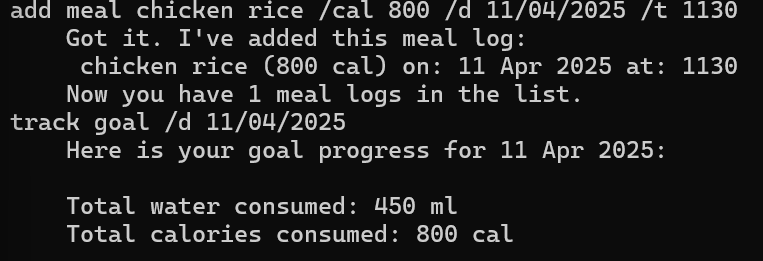 add meal chicken rice /cal 800 /d 11/04/2025 /t 1130
Got it. I've added this meal log:
chicken rice (800 cal) on: 11 Apr 2025 at: 1130
Now you have 1 meal logs in the list.
track goal /d 11/04/2025
Here is your goal progress for 11 Apr 2025:
Total water consumed: 450 ml
Total calories consumed: 800 cal